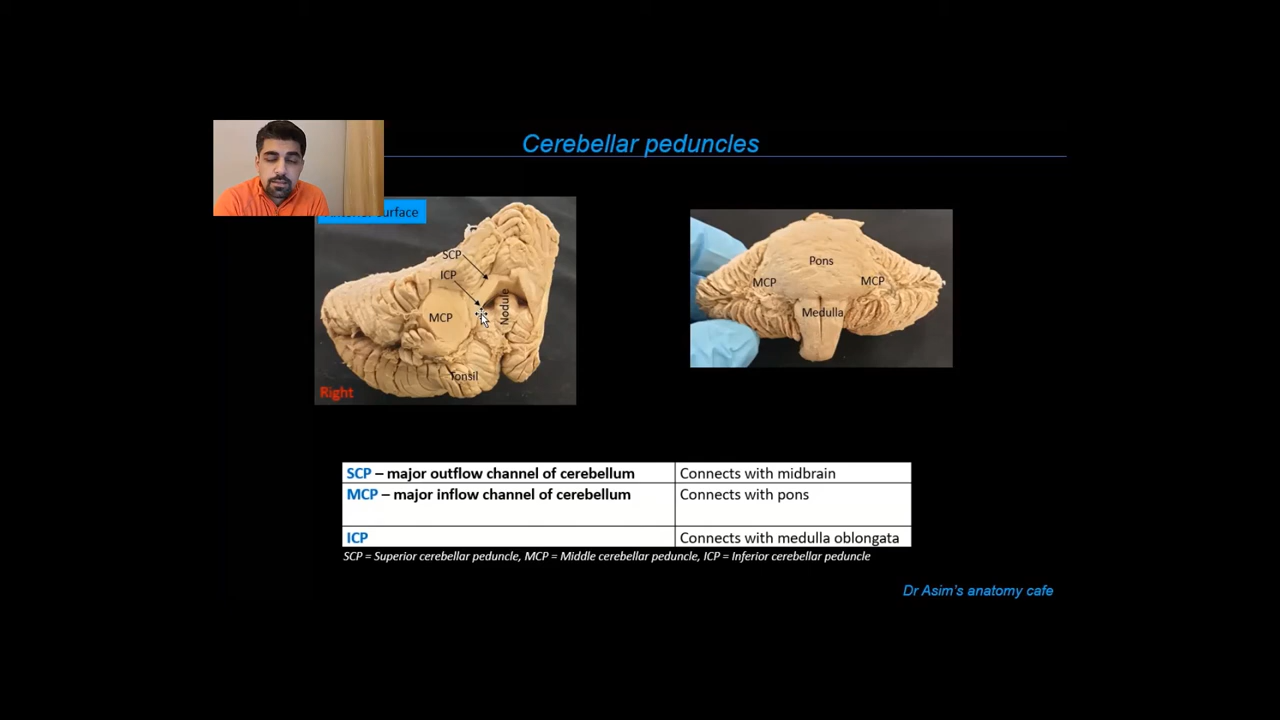 Cerebellar peduncles
surface
SCP
ICP
MCP
Nodule
Tonsil
Right
Pons
MCP
MCP
Medulla
SCP – major outflow channel of cerebellum Connects with midbrain
MCP – major inflow channel of cerebellum Connects with pons
ICP Connects with medulla oblongata
SCP = Superior cerebellar peduncle, MCP = Middle cerebellar peduncle, ICP = Inferior cerebellar peduncle
Dr Asim's anatomy cafe